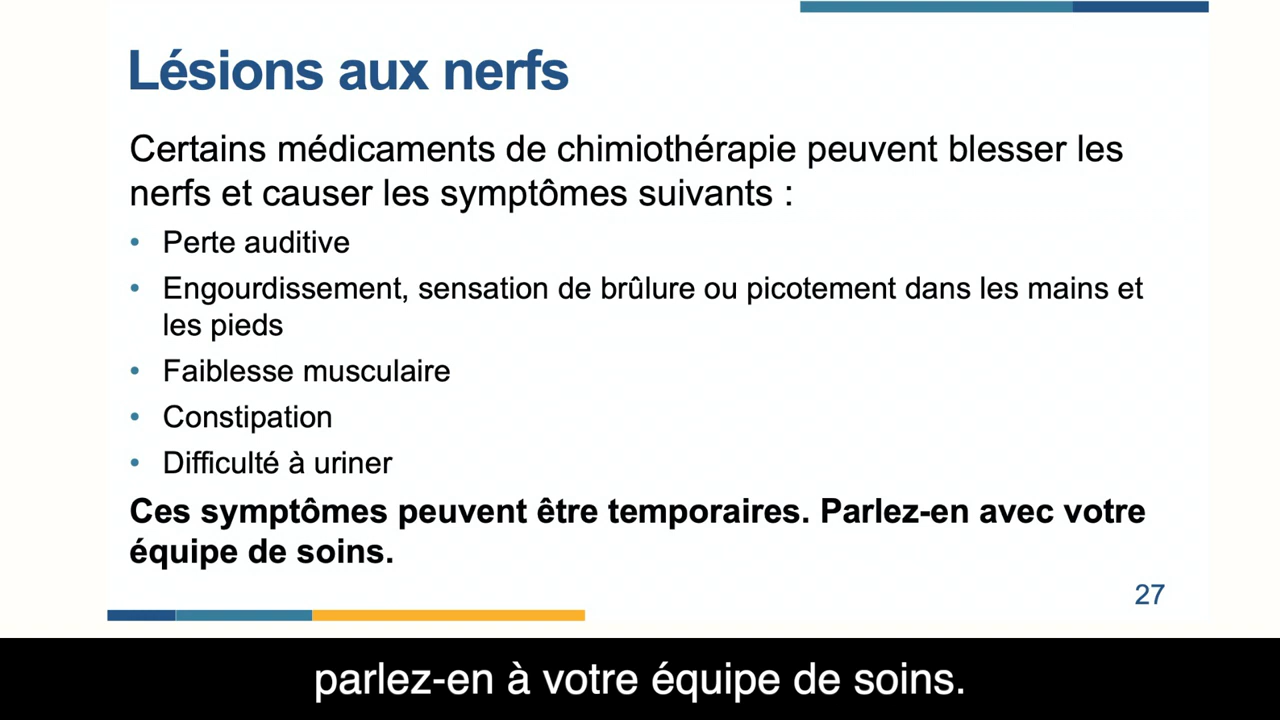 Lésions aux nerfs
Certains médicaments de chimiothérapie peuvent blesser les
nerfs et causer les symptômes suivants :
• Perte auditive
• Engourdissement, sensation de brûlure ou picotement dans les mains et
les pieds
• Faiblesse musculaire
• Constipation
• Difficulté à uriner
Ces symptômes peuvent être temporaires. Parlez-en avec votre
équipe de soins.
27
parlez-en à votre équipe de soins.